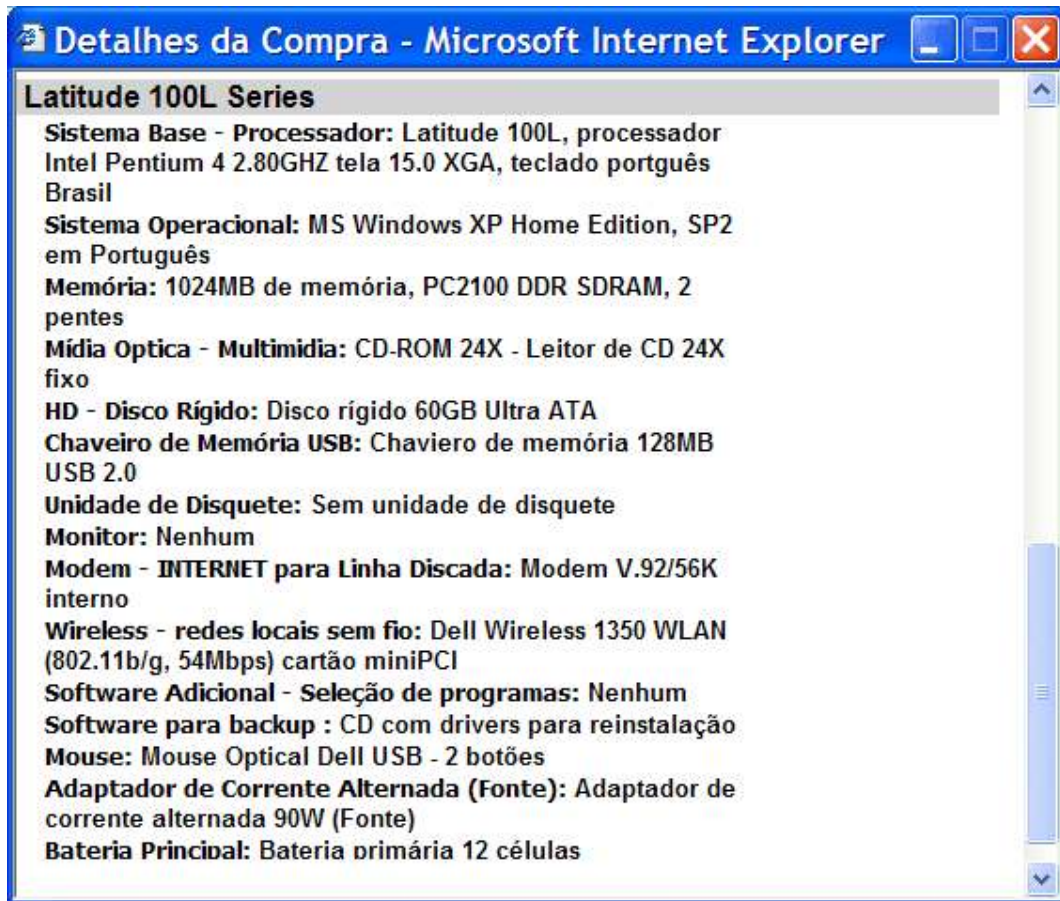 Detalhes da Compra - Microsoft Internet Explorer
Latitude 100L Series
Sistema Base - Processador: Latitude 100L, processador
Intel Pentium 4 2.80GHZ tela 15.0 XGA, teclado portguês
Brasil
Sistema Operacional: MS Windows XP Home Edition, SP2
em Português
Memória: 1024MB de memória, PC2100 DDR SDRAM, 2
pentes
Mídia Optica - Multimidia: CD-ROM 24X - Leitor de CD 24X
fixo
HD - Disco Rígido: Disco rígido 60GB Ultra ATA
Chaveiro de Memória USB: Chaviero de memória 128MB
USB 2.0
Unidade de Disquete: Sem unidade de disquete
Monitor: Nenhum
Modem - INTERNET para Linha Discada: Modem V.92/56K
interno
Wireless - redes locais sem fio: Dell Wireless 1350 WLAN
(802.11b/g, 54Mbps) cartão miniPCI
Software Adicional - Seleção de programas: Nenhum
Software para backup : CD com drivers para reinstalação
Mouse: Mouse Optical Dell USB - 2 botões
Adaptador de Corrente Alternada (Fonte): Adaptador de
corrente alternada 90W (Fonte)
Bateria Principal: Bateria primária 12 células